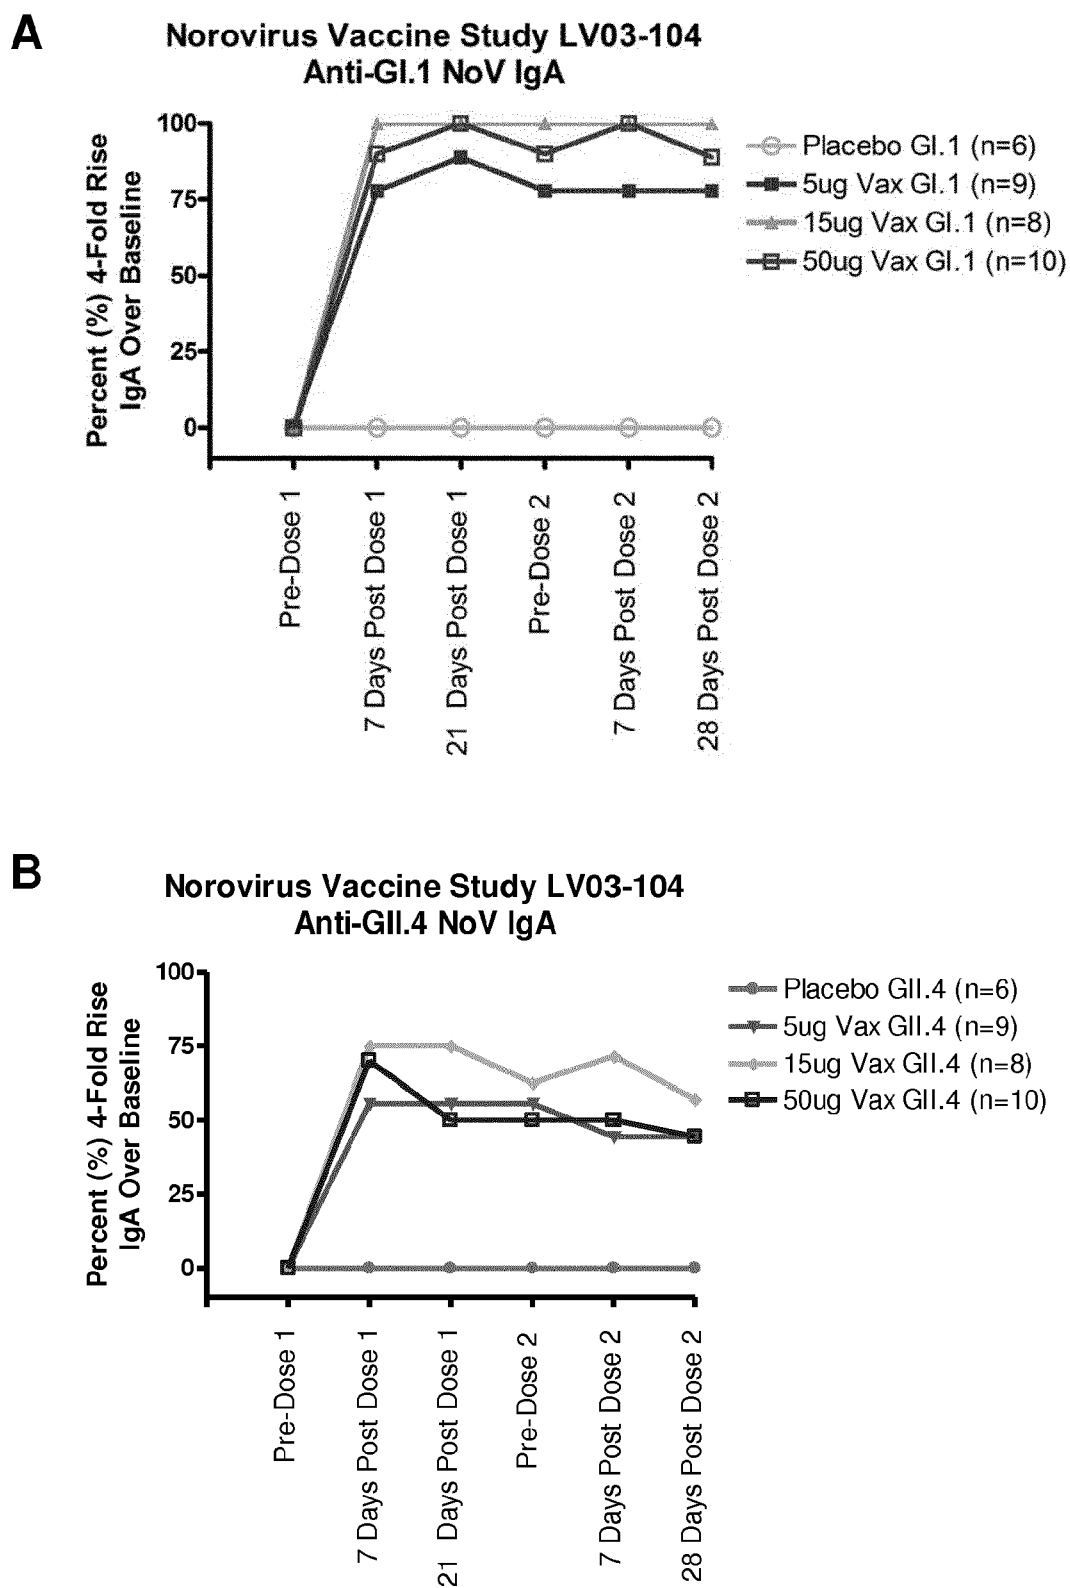 A
Norovirus Vaccine Study LV03-104
Anti-GI.1 NoV IgA
Percent (%) 4-Fold Rise
IgA Over Baseline
100
75
50
25
0
Placebo GI.1 (n=6)
5ug Vax GI.1 (n=9)
15ug Vax GI.1 (n=8)
50ug Vax GI.1 (n=10)
Pre-Dose 1
7 Days Post Dose 1
21 Days Post Dose 1
Pre-Dose 2
7 Days Post Dose 2
28 Days Post Dose 2
B
Norovirus Vaccine Study LV03-104
Anti-GII.4 NoV IgA
Percent (%) 4-Fold Rise
IgA Over Baseline
100
75
50
25
0
Placebo GII.4 (n=6)
5ug Vax GII.4 (n=9)
15ug Vax GII.4 (n=8)
50ug Vax GII.4 (n=10)
Pre-Dose 1
7 Days Post Dose 1
21 Days Post Dose 1
Pre-Dose 2
7 Days Post Dose 2
28 Days Post Dose 2